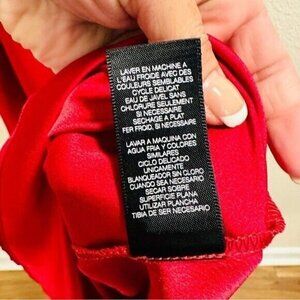 LAVER EN MACHINE A
L'EAU FROIDE AVEC DES
COULEURS SEMBLABLES
CYCLE DELICAT
EAU DE JAVEL SANS
CHLORURE SEULEMENT
SI NECESSAIRE
SECHAGE A PLAT
FER FROID, SI NECESSAIRE
LAVAR A MAQUINA CON
AGUA FRIA Y COLORES
SIMILARES
CICLO DELICADO
UNICAMENTE
BLANQUEADOR SIN CLORO
CUANDO SEA NECESARIO
SECAR SOBRE
SUPERFICIE PLANA
UTILIZAR PLANCHA
TIBIA DE SER NECESARIO